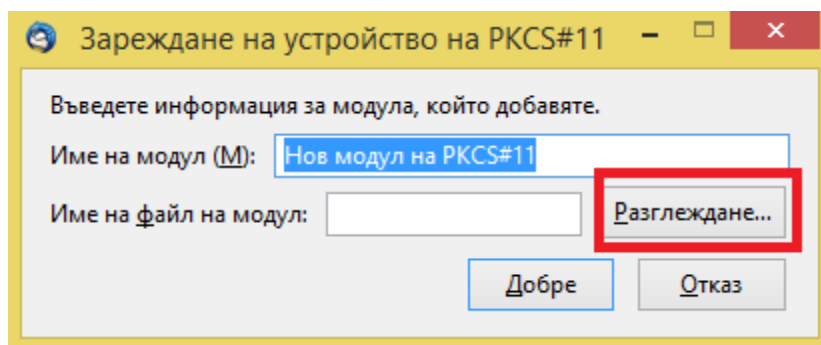 Зареждане на устройство на PKCS#11
Въведете информация за модула, който добавяте.
Име на модул (М): Нов модул на PKCS#11
Име на файл на модул: Разглеждане...
Добре Отказ